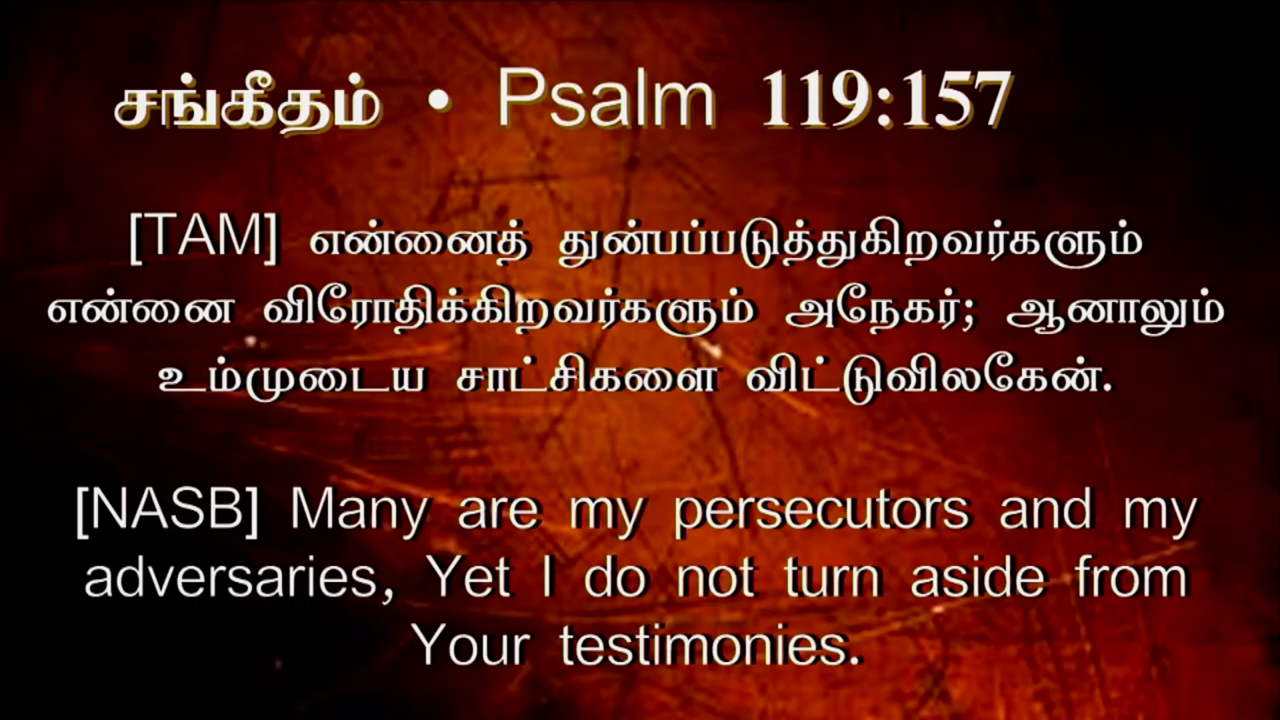 சங்கீதம் • Psalm 119:157
[TAM] என்னைத் துன்பப்படுத்துகிறவர்களும்
என்னை விரோதிக்கிறவர்களும் அநேகர்; ஆனாலும்
உம்முடைய சாட்சிகளை விட்டுவிலகேன்.
[NASB] Many are my persecutors and my
adversaries, Yet I do not turn aside from
Your testimonies.